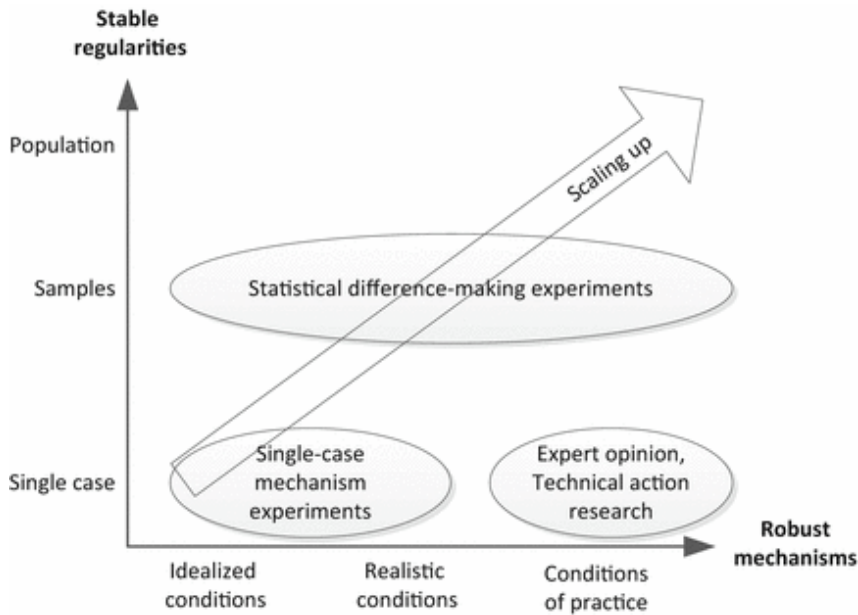 Stable
regularities
Population
Scaling up
Samples
Statistical difference-making experiments
Single case
Single-case
mechanism
experiments
Expert opinion,
Technical action
research
Robust
mechanisms
Idealized
conditions
Realistic
conditions
Conditions
of practice